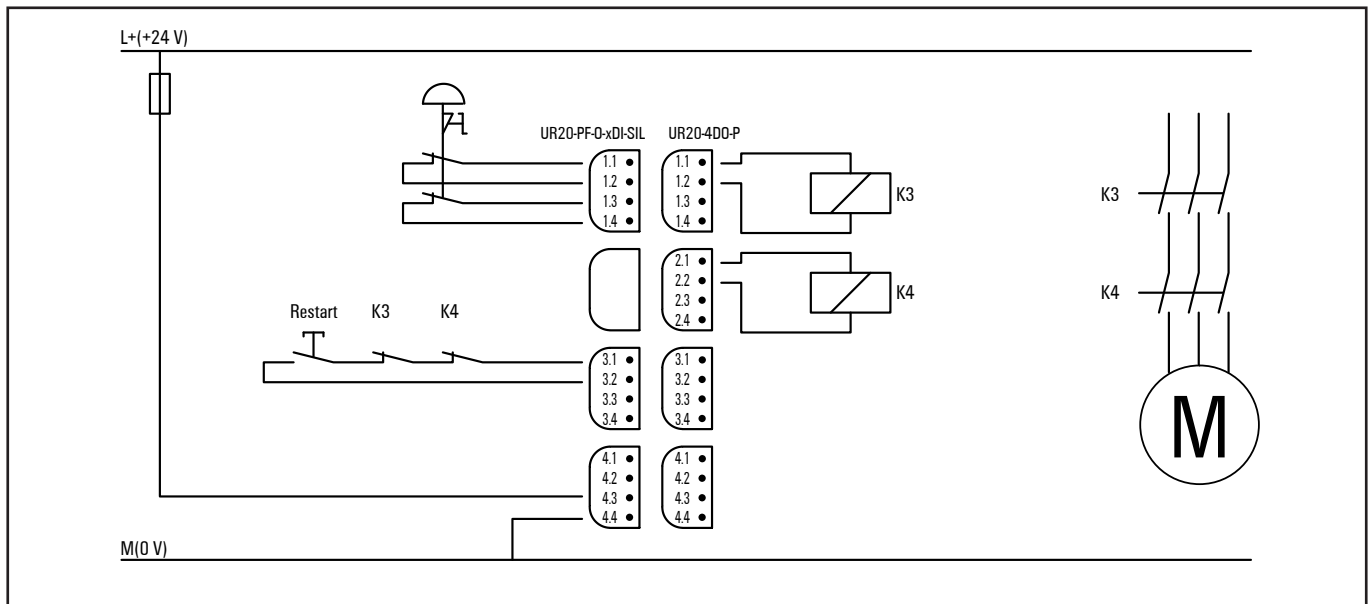 L+(+24 V)
UR20-PF-O-xDI-SIL UR20-4DO-P
1.1 1.1
1.2 1.2
1.3 1.3
1.4 1.4
K3
K3
2.1
2.2
2.3
2.4
K4
K4
Restart K3 K4
3.1 3.1
3.2 3.2
3.3 3.3
3.4 3.4
M
4.1 4.1
4.2 4.2
4.3 4.3
4.4 4.4
M(0 V)